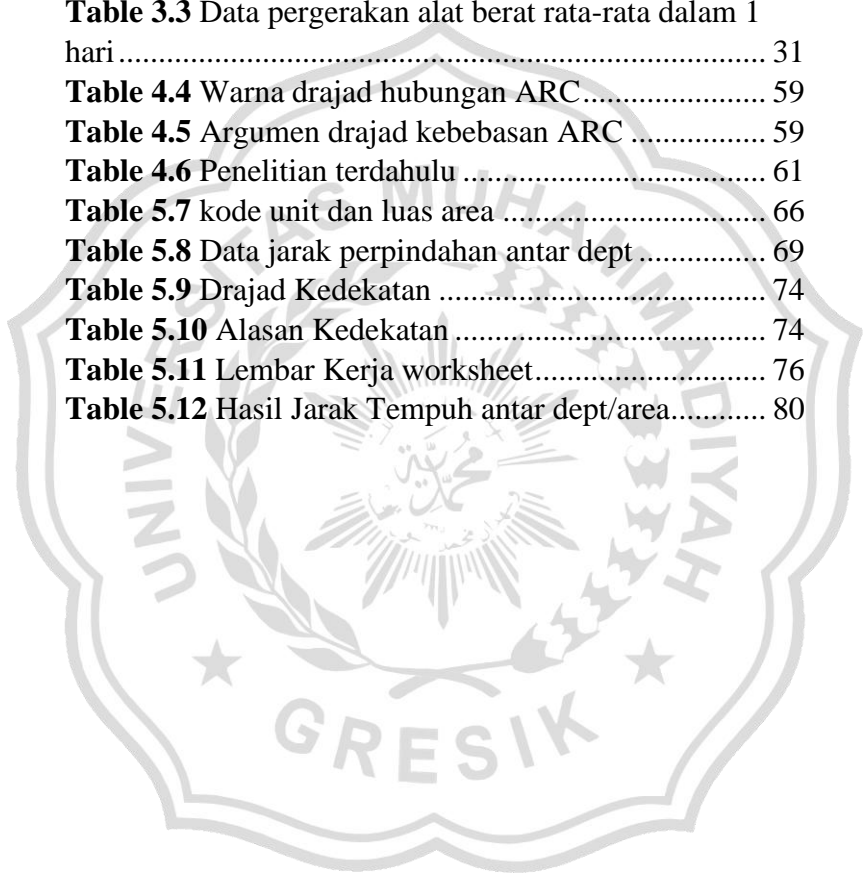 Table 3.3 Data pergerakan alat berat rata-rata dalam 1
hari............................................................................ 31
Table 4.4 Warna drajad hubungan ARC..................... 59
Table 4.5 Argumen drajad kebebasan ARC ............... 59
Table 4.6 Penelitian terdahulu ................................... 61
Table 5.7 kode unit dan luas area .............................. 66
Table 5.8 Data jarak perpindahan antar dept ............... 69
Table 5.9 Drajad Kedekatan ...................................... 74
Table 5.10 Alasan Kedekatan .................................... 74
Table 5.11 Lembar Kerja worksheet........................... 76
Table 5.12 Hasil Jarak Tempuh antar dept/area............ 80
UNIVERSITAS MUHAMMADIYAH
GRESIK